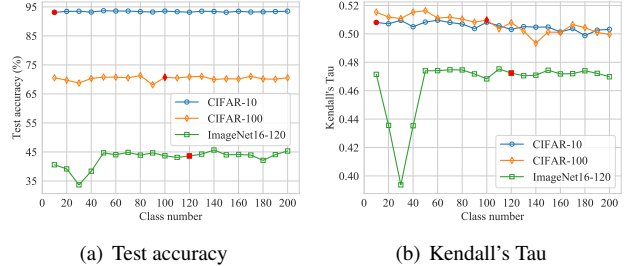 95
85
75
65
55
45
35
Test accuracy (%)
CIFAR-10
CIFAR-100
ImageNet16-120
0 20 40 60 80 100 120 140 160 180 200
Class number
(a) Test accuracy
0.52
0.50
0.48
0.46
0.44
0.42
0.40
Kendall's Tau
CIFAR-10
CIFAR-100
ImageNet16-120
0 20 40 60 80 100 120 140 160 180 200
Class number
(b) Kendall's Tau